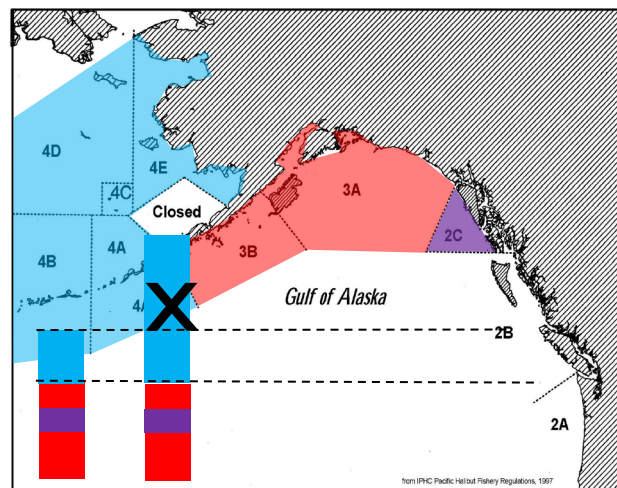 4D
4E
4C
Closed
3A
4B
4A
3B
2C
4A
X
Gulf of Alaska
2B
2A
from IPHC Pacific Halibut Fishery Regulations, 1997